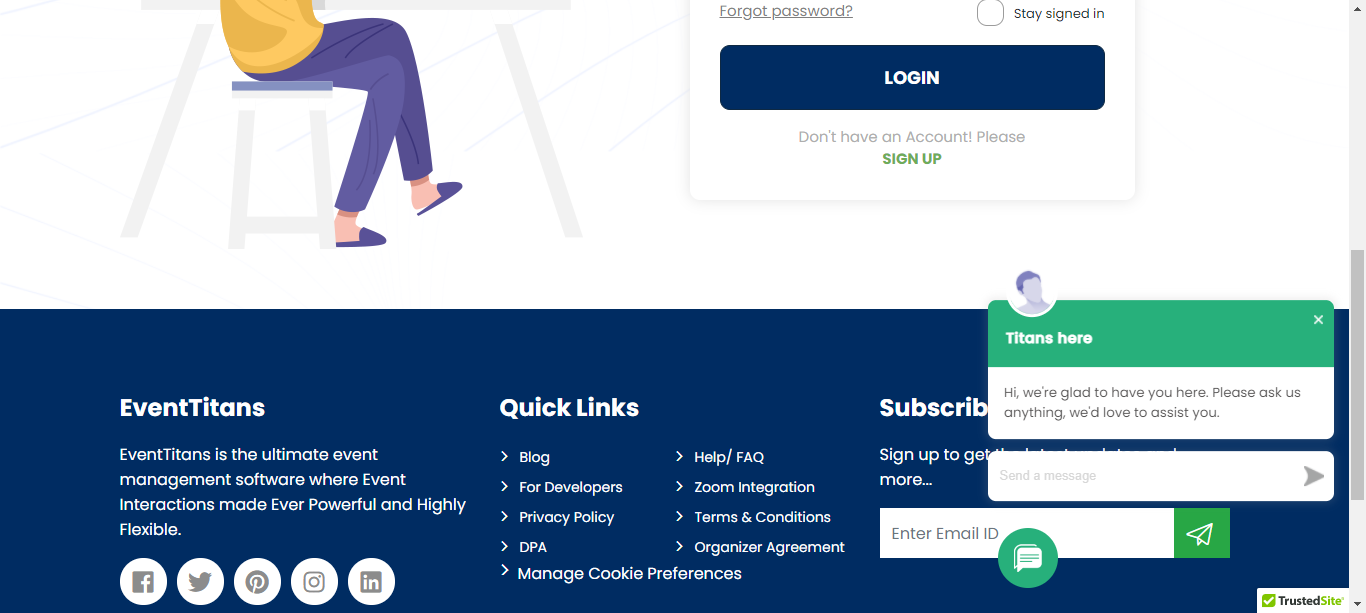 Forgot password?
Stay signed in
LOGIN
Don't have an Account! Please
SIGN UP
Titans here
Hi, we're glad to have you here. Please ask us
anything, we'd love to assist you.
Send a message
EventTitans
EventTitans is the ultimate event
management software where Event
Interactions made Ever Powerful and Highly
Flexible.
Quick Links
Blog
For Developers
Privacy Policy
DPA
Manage Cookie Preferences
Help/ FAQ
Zoom Integration
Terms & Conditions
Organizer Agreement
Subscrib
Sign up to get
more...
Enter Email ID
TrustedSite